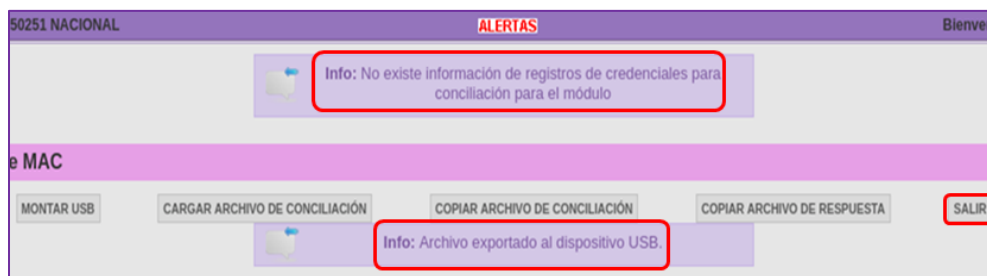 50251 NACIONAL ALERTAS Bienve
Info: No existe información de registros de credenciales para
conciliación para el módulo
e MAC
MONTAR USB CARGAR ARCHIVO DE CONCILIACIÓN COPIAR ARCHIVO DE CONCILIACIÓN COPIAR ARCHIVO DE RESPUESTA SALIR
Info: Archivo exportado al dispositivo USB.